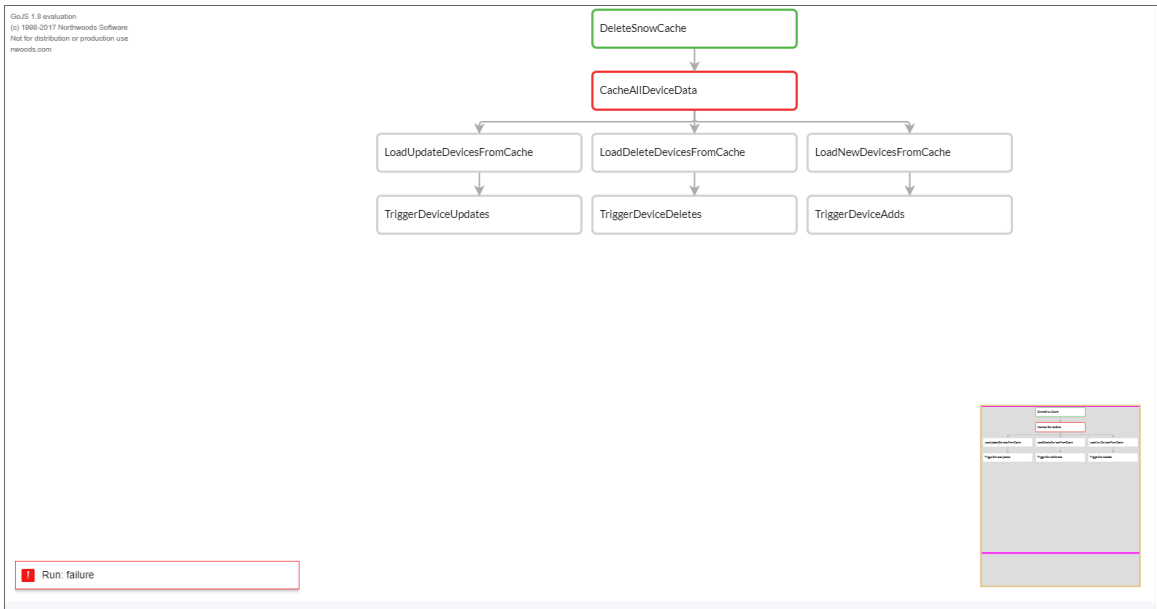 GoJS 1.8 evaluation
(c) 1998-2017 Northwoods Software
Not for distribution or production use
nwoods.com
DeleteSnowCache
CacheAllDeviceData
LoadUpdateDevicesFromCache
LoadDeleteDevicesFromCache
LoadNewDevicesFromCache
TriggerDeviceUpdates
TriggerDeviceDeletes
TriggerDeviceAdds
! Run: failure